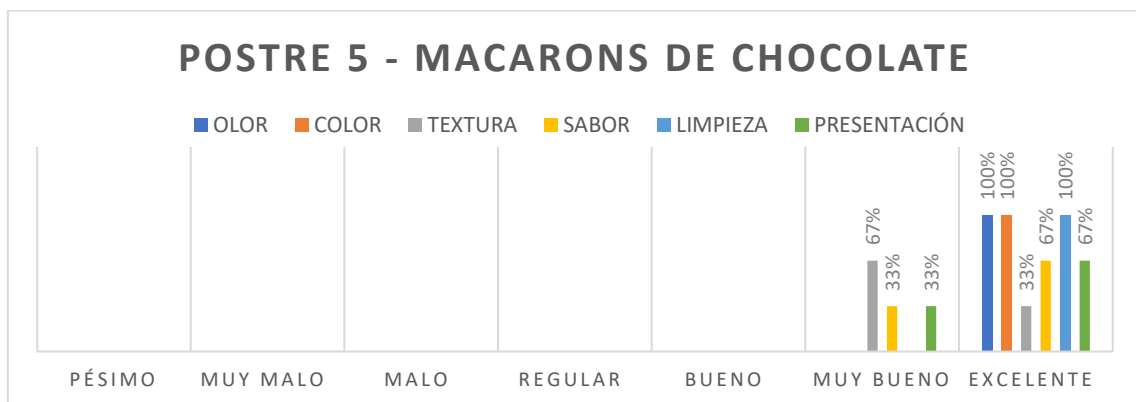 POSTRE 5 - MACARONS DE CHOCOLATE
OLOR COLOR TEXTURA SABOR LIMPIEZA PRESENTACIÓN
67% 33% 33% 100% 100% 33% 67% 100% 67%
PÉSIMO MUY MALO MALO REGULAR BUENO MUY BUENO EXCELENTE